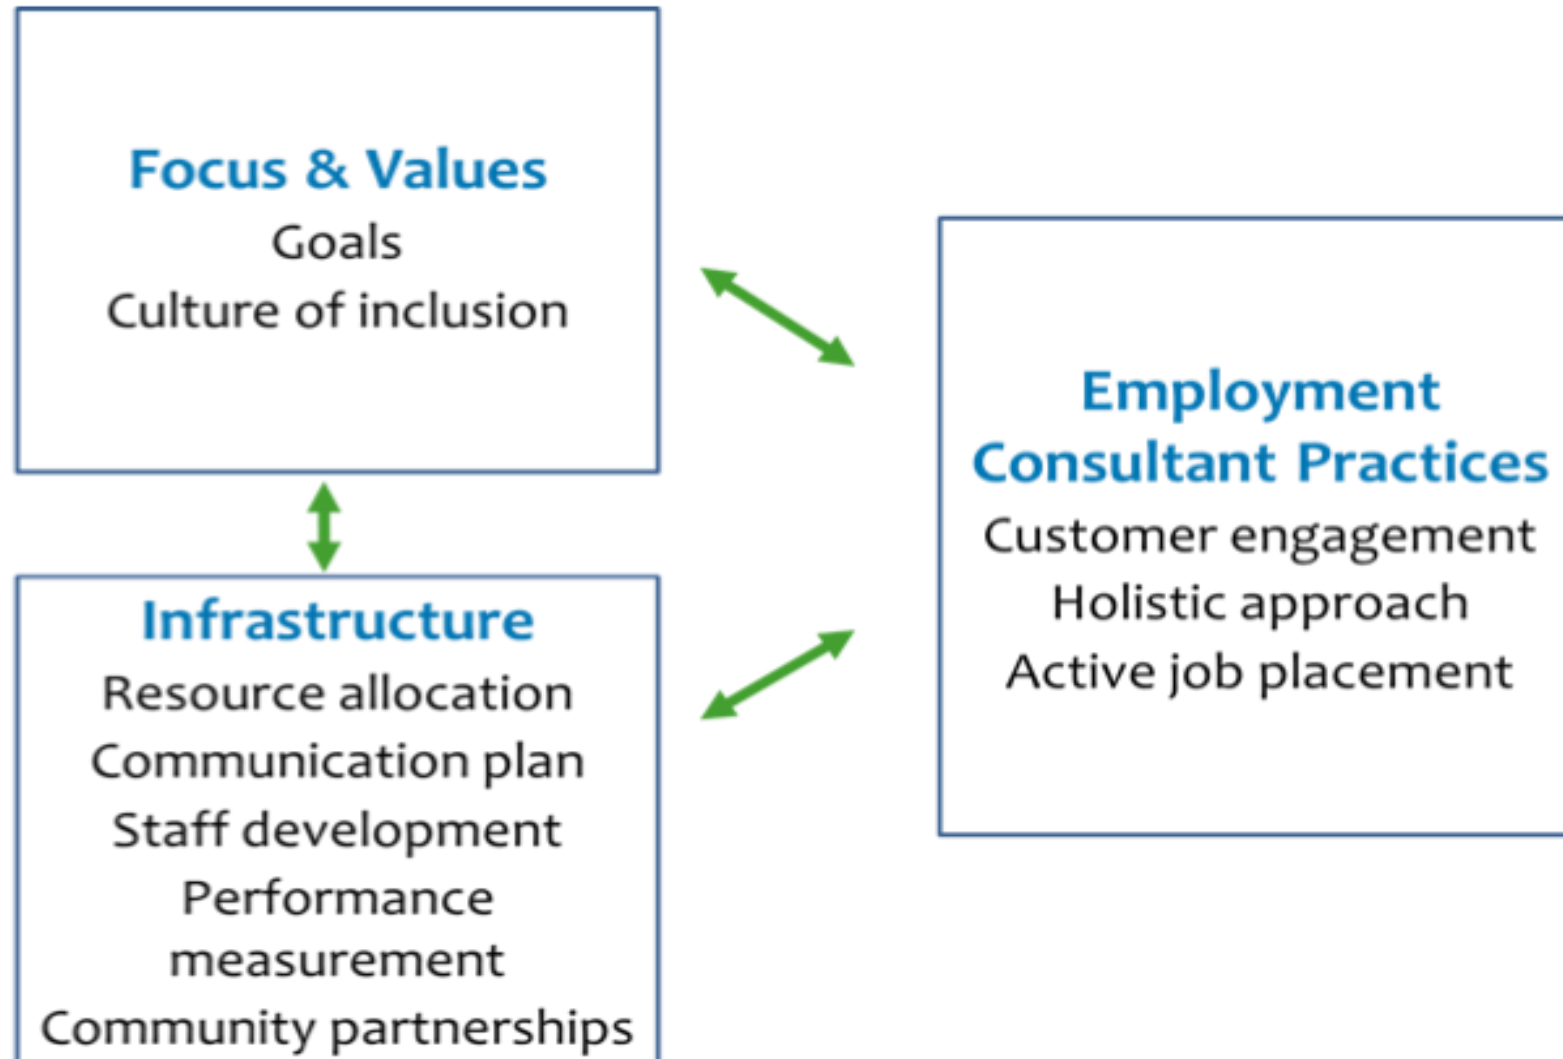 Focus & Values
Goals
Culture of inclusion
Infrastructure
Resource allocation
Communication plan
Staff development
Performance
measurement
Community partnerships
Employment
Consultant Practices
Customer engagement
Holistic approach
Active job placement